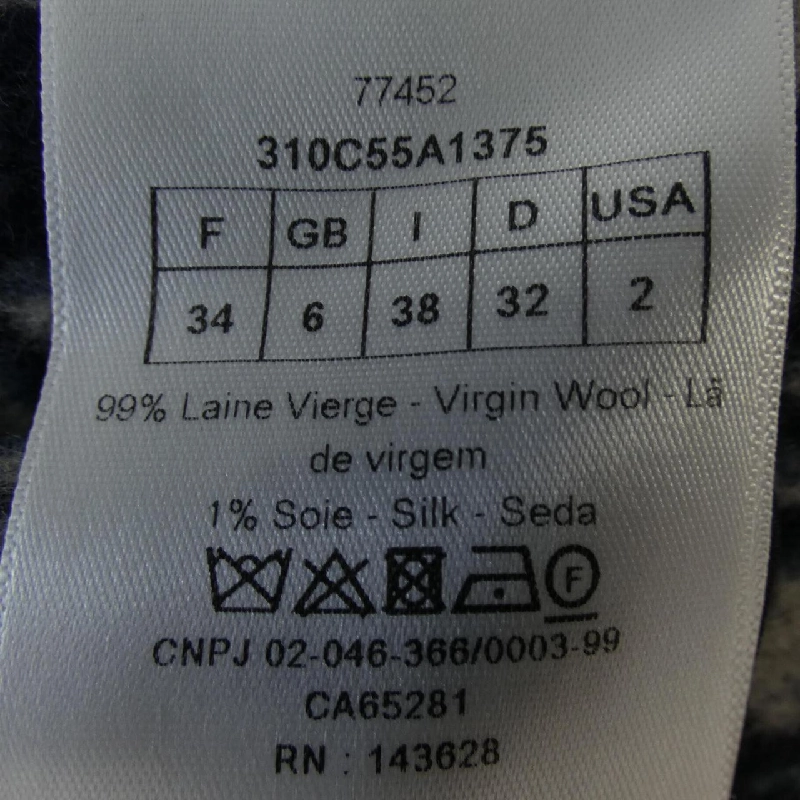 77452
310C55A1375
F GB I D USA
34 6 38 32 2
99% Laine Vierge - Virgin Wool - Lã
de virgem
1% Soie - Silk - Seda
F
CNPJ 02-046-366/0003-99
CA65281
RN : 143628